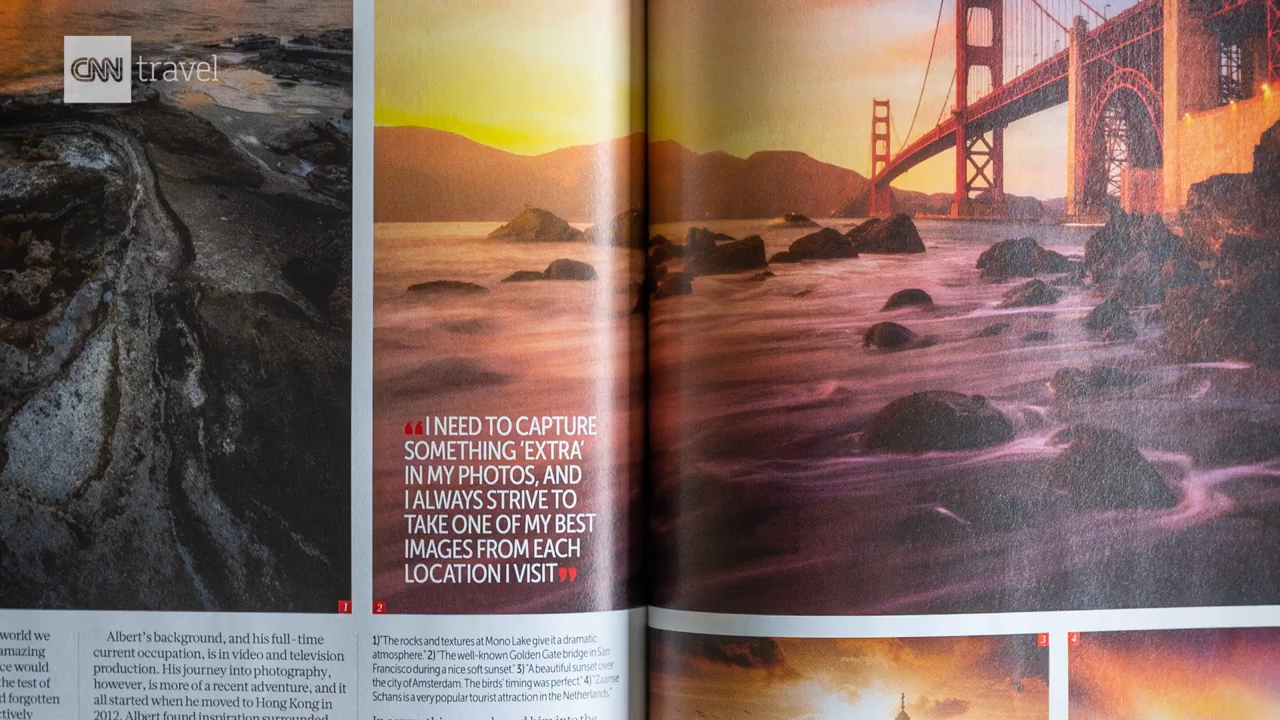 CNN travel
“I NEED TO CAPTURE
SOMETHING ‘EXTRA’
IN MY PHOTOS, AND
I ALWAYS STRIVE TO
TAKE ONE OF MY BEST
IMAGES FROM EACH
LOCATION I VISIT”
1
2
3
4
world we
amazing
ce would
the test of
d forgotten
ctively
Albert’s background, and his full-time
current occupation, is in video and television
production. His journey into photography,
however, is more of a recent adventure, and it
all started when he moved to Hong Kong in
2012. Albert found inspiration surrounded
1)“The rocks and textures at Mono Lake give it a dramatic
atmosphere.” 2)“The well-known Golden Gate bridge in San
Francisco during a nice soft sunset.” 3)“A beautiful sunset over
the city of Amsterdam. The birds’ timing was perfect.” 4)“Zaanse
Schans is a very popular tourist attraction in the Netherlands.”